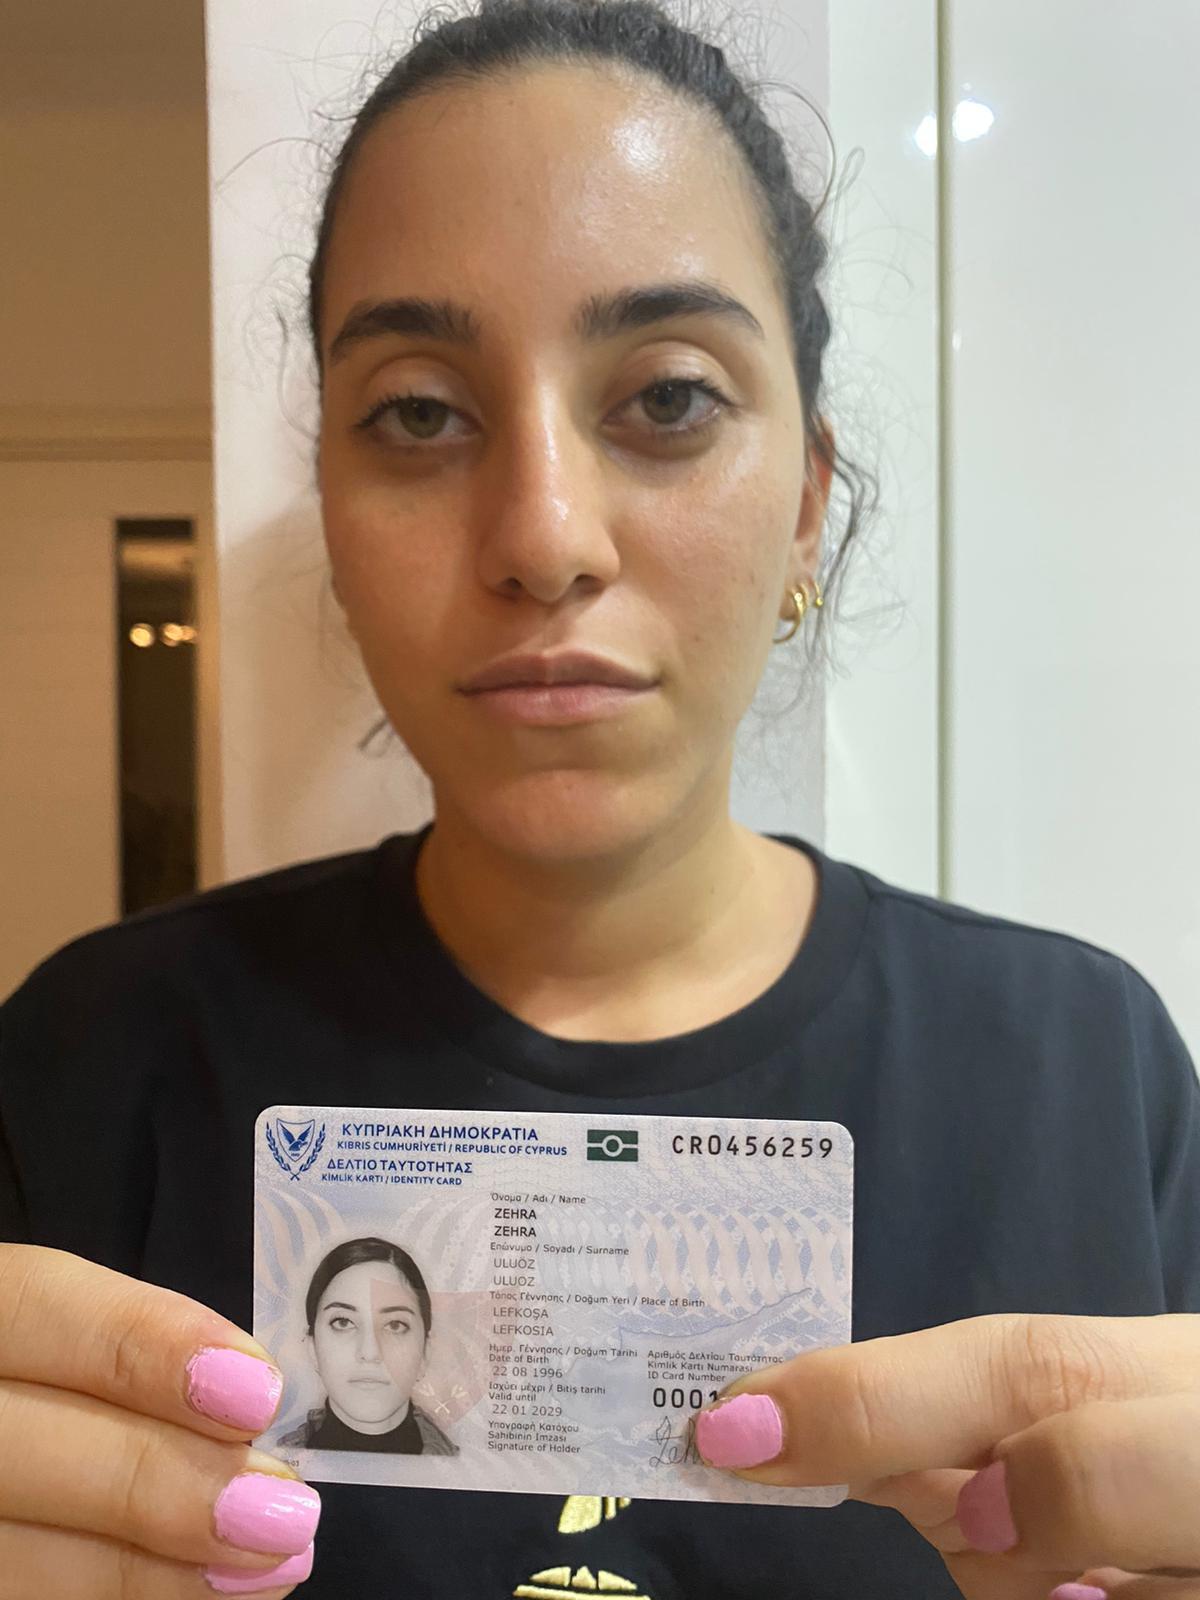 ΚΥΠΡΙΑΚΗ ΔΗΜΟΚΡΑΤΙΑ
KIBRIS CUMHURİYETİ / REPUBLIC OF CYPRUS
ΔΕΛΤΙΟ ΤΑΥΤΟΤΗΤΑΣ
KİMLİK KARTI / IDENTITY CARD
CR0456259
Όνομα / Adı / Name
ZEHRA
ZEHRA
Επώνυμο / Soyadı / Surname
ULUÖZ
ULUOZ
Τόπος Γέννησης / Doğum Yeri / Place of Birth
LEFKOŞA
LEFKOSIA
Ημερ. Γέννησης / Doğum Tarihi
Date of Birth
22 08 1996
Ισχύει μέχρι / Bitiş tarihi
Valid until
22 01 2029
Υπογραφή Κατόχου
Sahibinin İmzası
Signature of Holder
Αριθμός Δελτίου Ταυτότητας
Kimlik Kartı Numarası
ID Card Number
0001